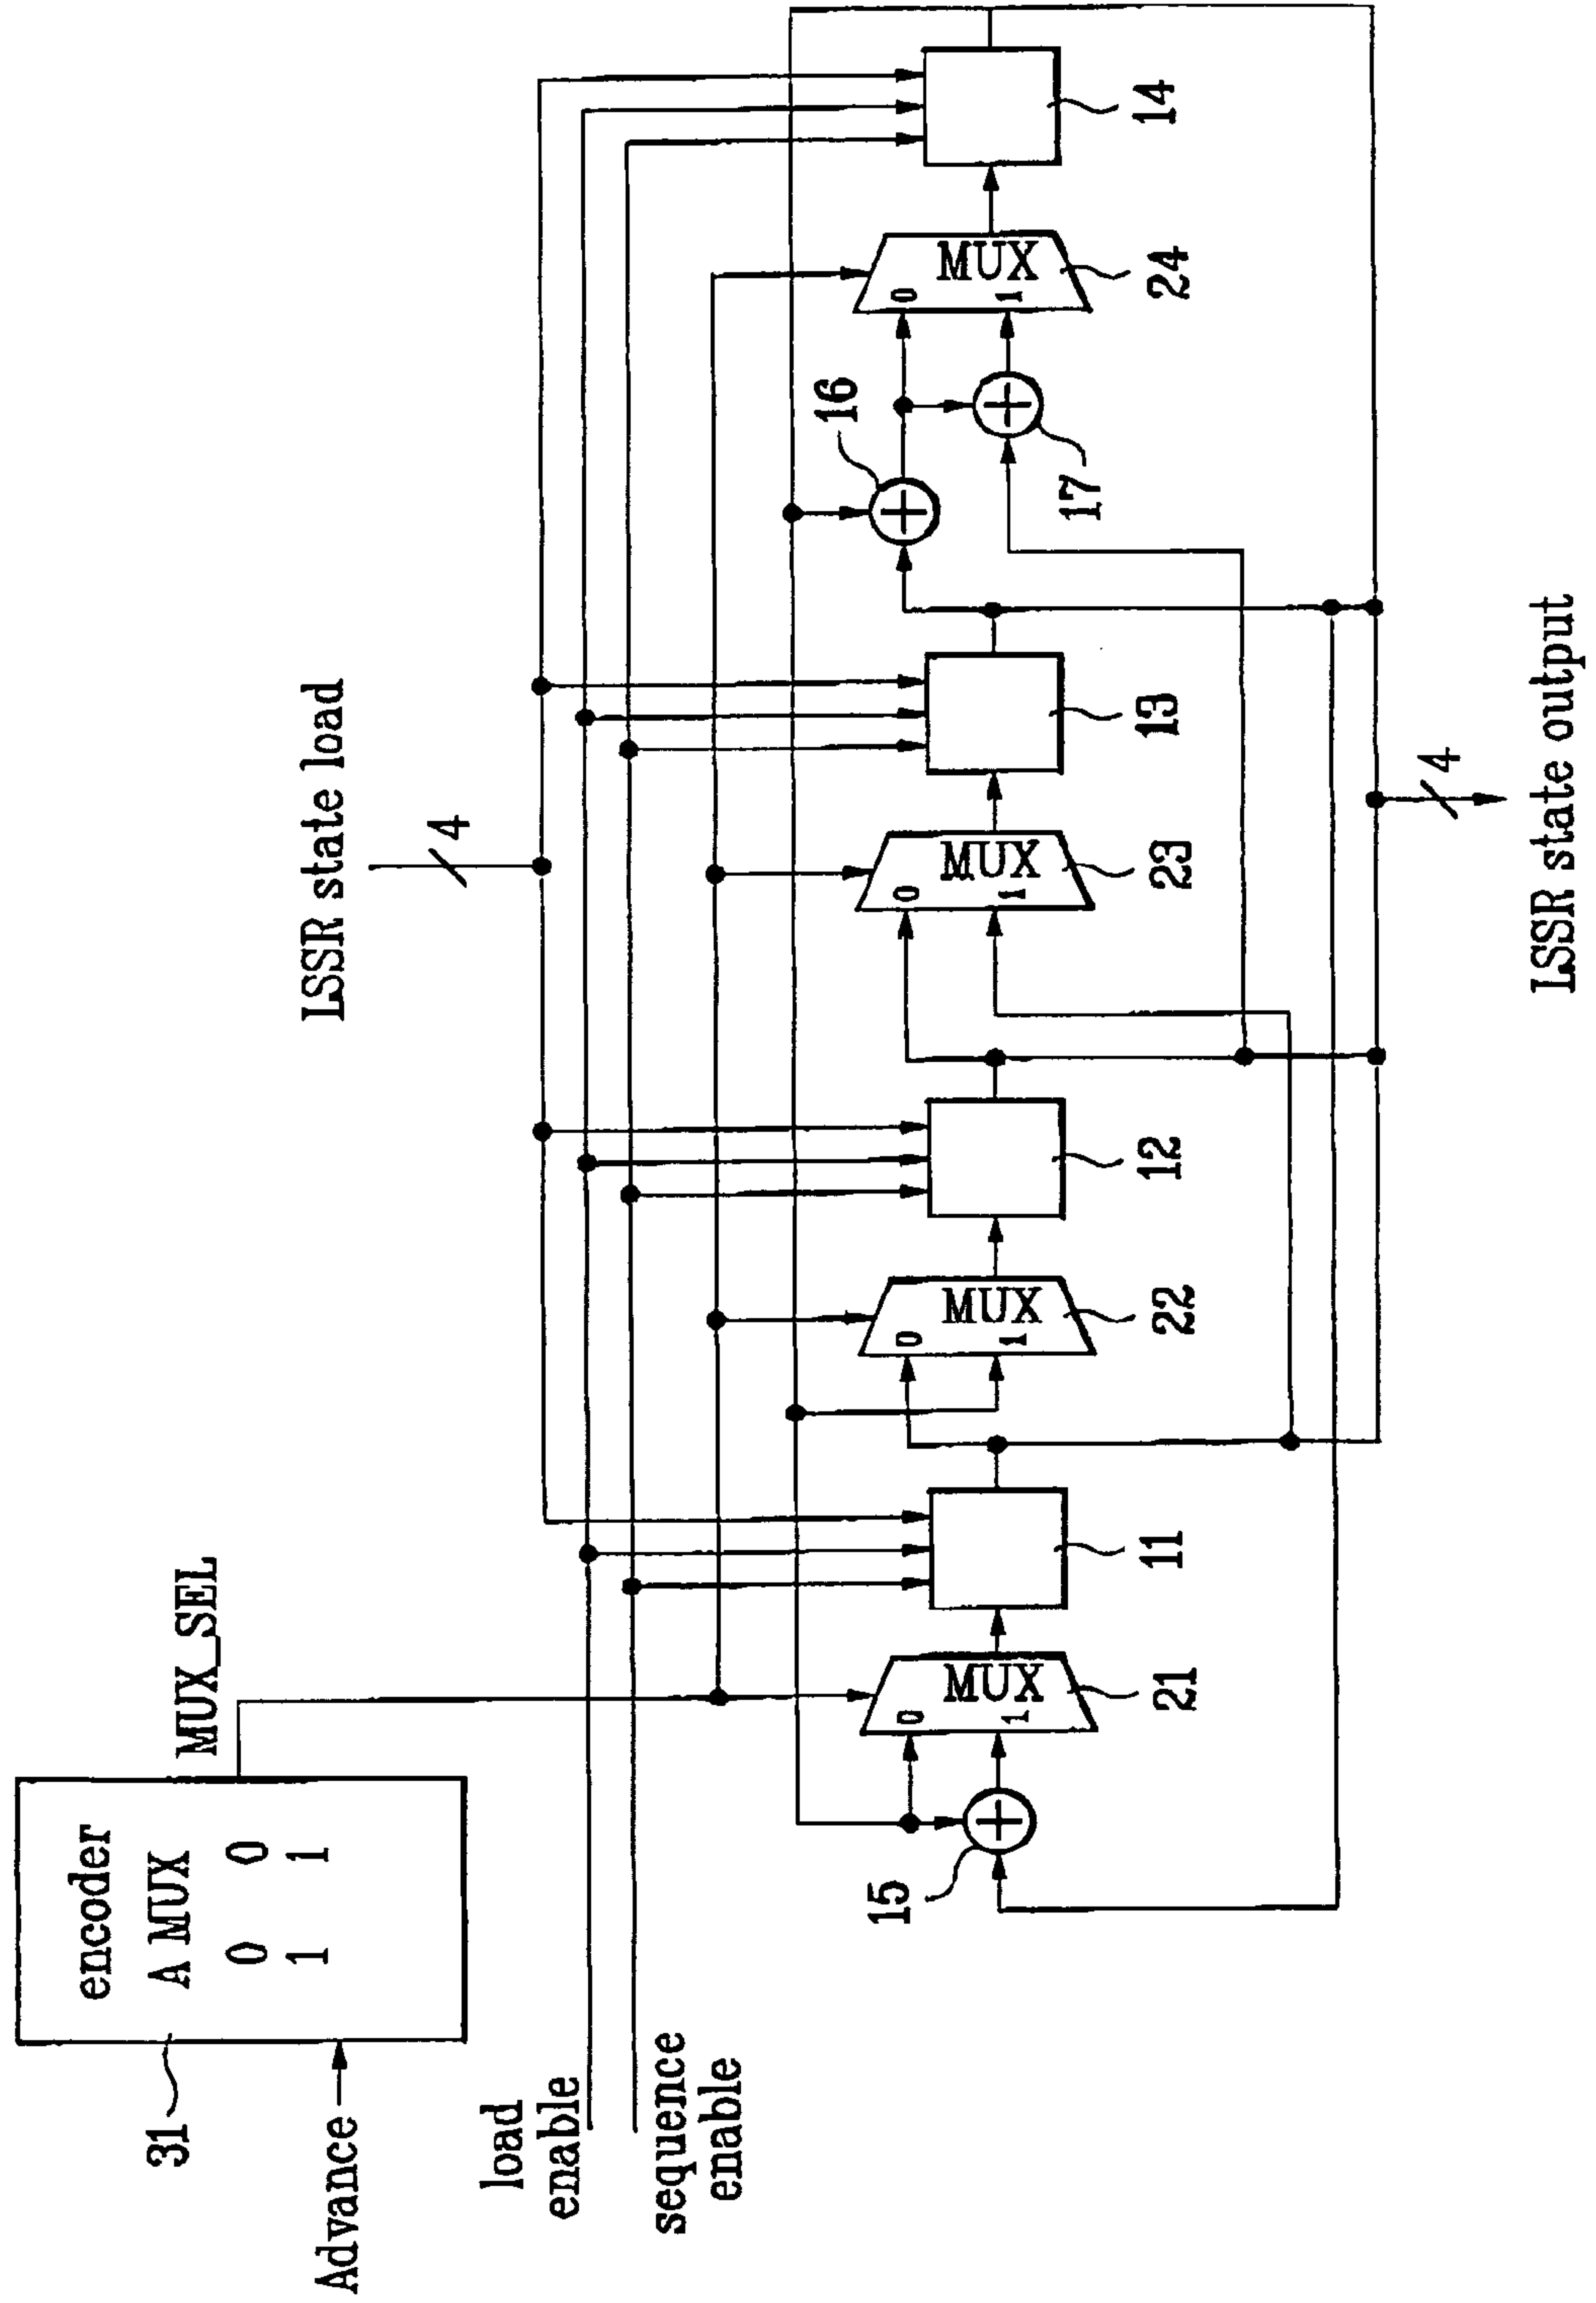 31
encoder
A MUX
0 0
1 1
MUX_SEL
Advance
load
enable
sequence
enable
LSSR state load
4
15
0
1
MUX
21
11
0
1
MUX
22
12
0
1
MUX
23
13
16
17
0
1
MUX
24
14
4
LSSR state output